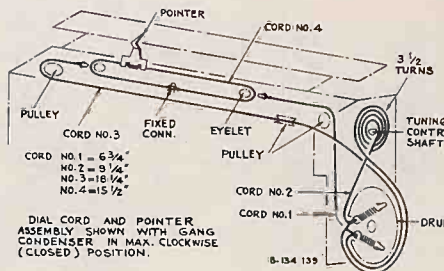 POINTER
CORD NO.4
3 1/2
TURNS
PULLEY
CORD NO.3
FIXED
CONN.
EYELET
PULLEY
TUNING
CONTR
SHAFT
CORD NO.1 = 6 3/4"
NO.2 = 9 1/4"
NO.3 = 18 1/4"
NO.4 = 15 1/2"
CORD NO.2
CORD NO.1
DRU
DIAL CORD AND POINTER
ASSEMBLY SHOWN WITH GANG
CONDENSER IN MAX. CLOCKWISE
(CLOSED) POSITION.
B-134 139